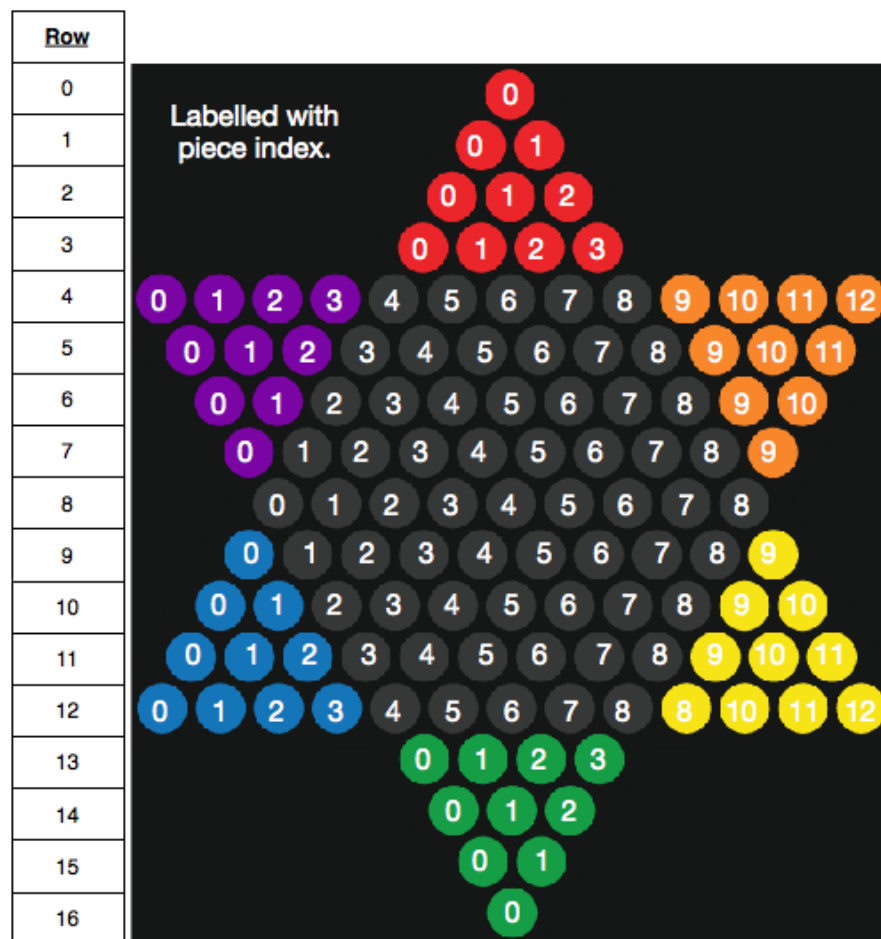 Row
0
Labelled with
piece index.
0
1
0 1
2
0 1 2
3
0 1 2 3
4
0 1 2 3 4 5 6 7 8 9 10 11 12
5
0 1 2 3 4 5 6 7 8 9 10 11
6
0 1 2 3 4 5 6 7 8 9 10
7
0 1 2 3 4 5 6 7 8 9
8
0 1 2 3 4 5 6 7 8
9
0 1 2 3 4 5 6 7 8 9
10
0 1 2 3 4 5 6 7 8 9 10
11
0 1 2 3 4 5 6 7 8 9 10 11
12
0 1 2 3 4 5 6 7 8 8 10 11 12
13
0 1 2 3
14
0 1 2
15
0 1
16
0